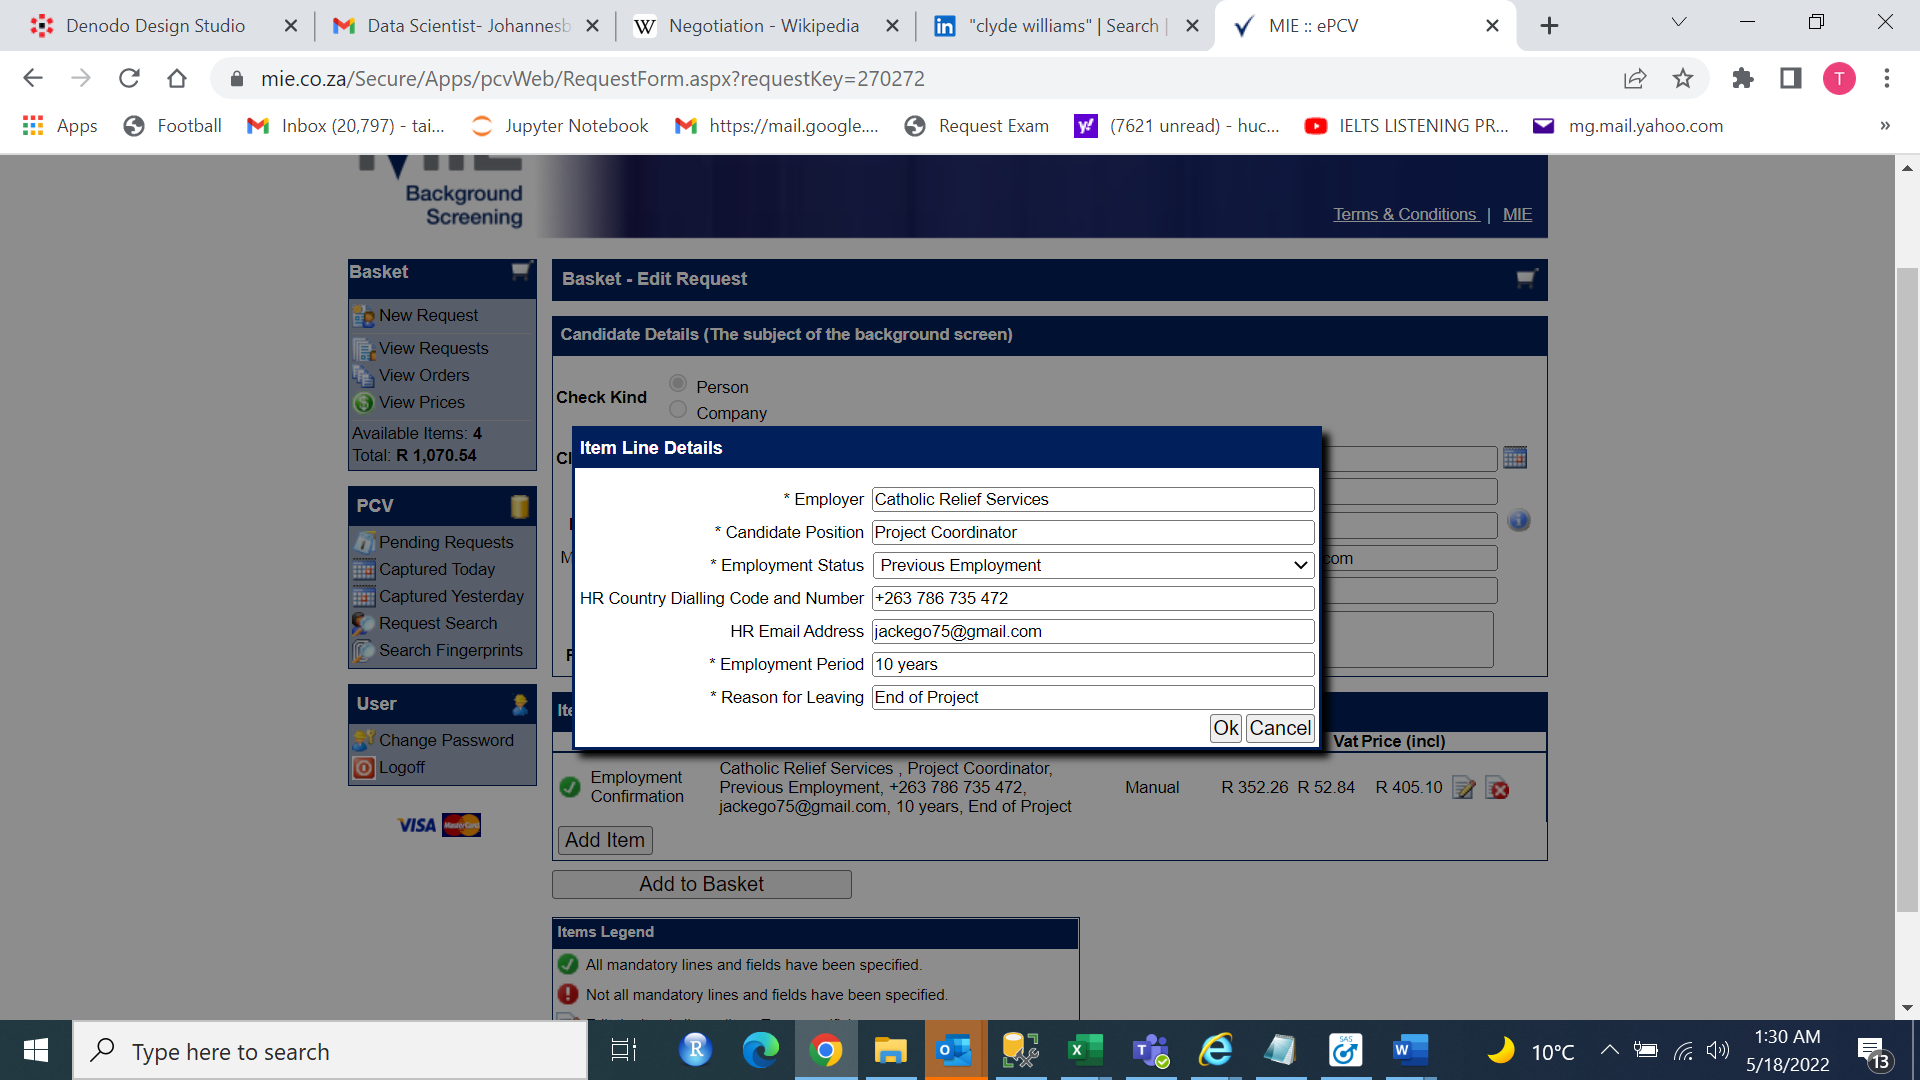 Denodo Design Studio
Data Scientist- Johannesb
Negotiation - Wikipedia
"clyde williams" | Search |
MIE :: ePCV
mie.co.za/Secure/Apps/pcvWeb/RequestForm.aspx?requestKey=270272
T
Apps
Football
Inbox (20,797) - tai...
Jupyter Notebook
https://mail.google....
Request Exam
(7621 unread) - huc...
IELTS LISTENING PR...
mg.mail.yahoo.com
»
MIE
Background
Screening
Terms & Conditions | MIE
Basket
New Request
View Requests
View Orders
View Prices
Available Items: 4
Total: R 1,070.54
PCV
Pending Requests
Captured Today
Captured Yesterday
Request Search
Search Fingerprints
User
Change Password
Logoff
VISA MasterCard
Basket - Edit Request
Candidate Details (The subject of the background screen)
Check Kind
Person
Company
com
Item Line Details
* Employer Catholic Relief Services
* Candidate Position Project Coordinator
* Employment Status Previous Employment
HR Country Dialling Code and Number +263 786 735 472
HR Email Address jackego75@gmail.com
* Employment Period 10 years
* Reason for Leaving End of Project
Ok Cancel
Vat Price (incl)
Employment
Confirmation
Catholic Relief Services , Project Coordinator,
Previous Employment, +263 786 735 472,
jackego75@gmail.com, 10 years, End of Project
Manual R 352.26 R 52.84 R 405.10
Add Item
Add to Basket
Items Legend
All mandatory lines and fields have been specified.
Not all mandatory lines and fields have been specified.
Type here to search
10°C
1:30 AM
5/18/2022
13